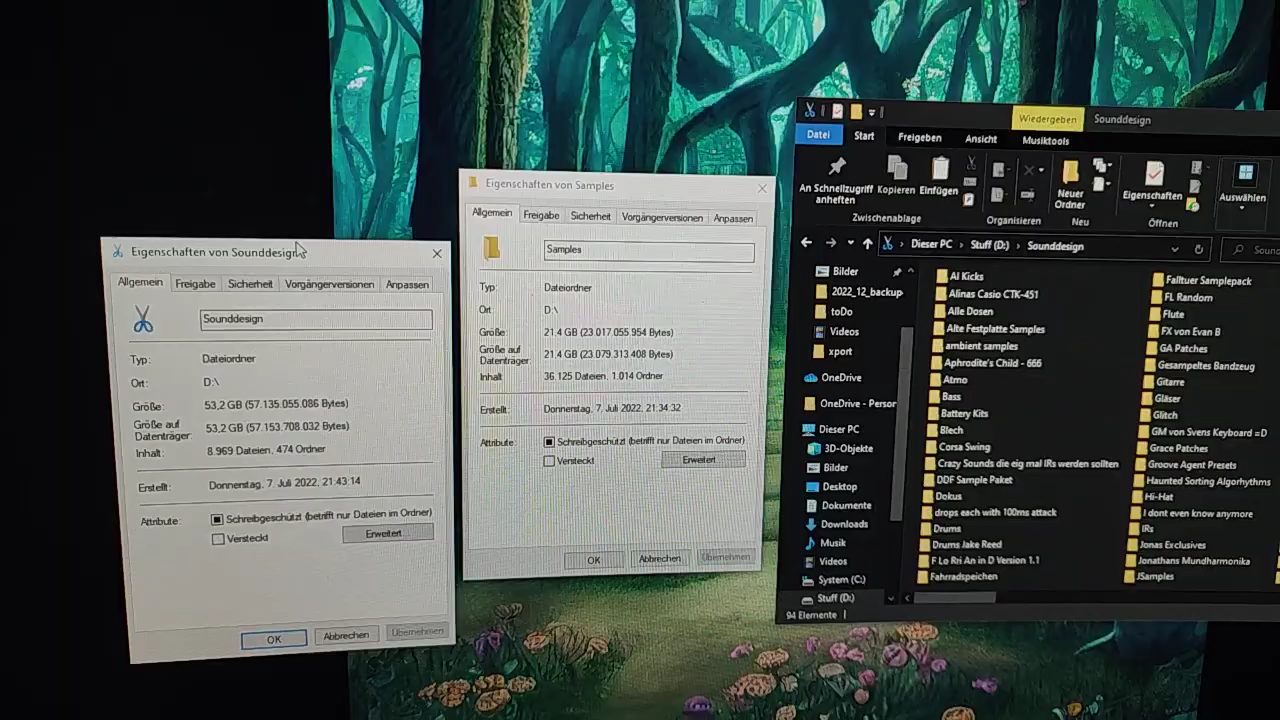 Eigenschaften von Sounddesign
Allgemein Freigabe Sicherheit Vorgängerversionen Anpassen
Sounddesign
Typ: Dateiordner
Ort: D:\
Größe: 53,2 GB (57.135.055.086 Bytes)
Größe auf Datenträger: 53,2 GB (57.153.708.032 Bytes)
Inhalt: 8.969 Dateien, 474 Ordner
Erstellt: Donnerstag, 7. Juli 2022, 21:43:14
Attribute: Schreibgeschützt (betrifft nur Dateien im Ordner)
Versteckt Erweitert...
OK Abbrechen Übernehmen
Eigenschaften von Samples
Allgemein Freigabe Sicherheit Vorgängerversionen Anpassen
Samples
Typ: Dateiordner
Ort: D:\
Größe: 21,4 GB (23.017.055.954 Bytes)
Größe auf Datenträger: 21,4 GB (23.079.313.408 Bytes)
Inhalt: 36.125 Dateien, 1.014 Ordner
Erstellt: Donnerstag, 7. Juli 2022, 21:34:32
Attribute: Schreibgeschützt (betrifft nur Dateien im Ordner)
Versteckt Erweitert...
OK Abbrechen Übernehmen
Wiedergeben Sounddesign
Datei Start Freigeben Ansicht Musiktools
An Schnellzugriff anheften
Kopieren Einfügen
Neuer Ordner
Eigenschaften
Auswählen
Zwischenablage Organisieren Neu Öffnen
Dieser PC > Stuff (D:) > Sounddesign
Bilder
2022_12_backup
toDo
Videos
xport
OneDrive
OneDrive - Person
Dieser PC
3D-Objekte
Bilder
Desktop
Dokumente
Downloads
Musik
Videos
System (C:)
Stuff (D:)
AI Kicks
Alinas Casio CTK-451
Alle Dosen
Alte Festplatte Samples
ambient samples
Aphrodite's Child - 666
Atmo
Bass
Battery Kits
Blech
Corsa Swing
Crazy Sounds die eig mal IRs werden sollten
DDF Sample Paket
Dokus
drops each with 100ms attack
Drums
Drums Jake Reed
F Lo Rri An in D Version 1.1
Fahrradspeichen
Falltuer Samplepack
FL Random
Flute
FX von Evan B
GA Patches
Gesampeltes Bandzeug
Gitarre
Gläser
Glitch
GM von Svens Keyboard =D
Grace Patches
Groove Agent Presets
Haunted Sorting Algorhythms
Hi-Hat
I dont even know anymore
IRs
Jonas Exclusives
Jonathans Mundharmonika
JSamples
94 Elemente